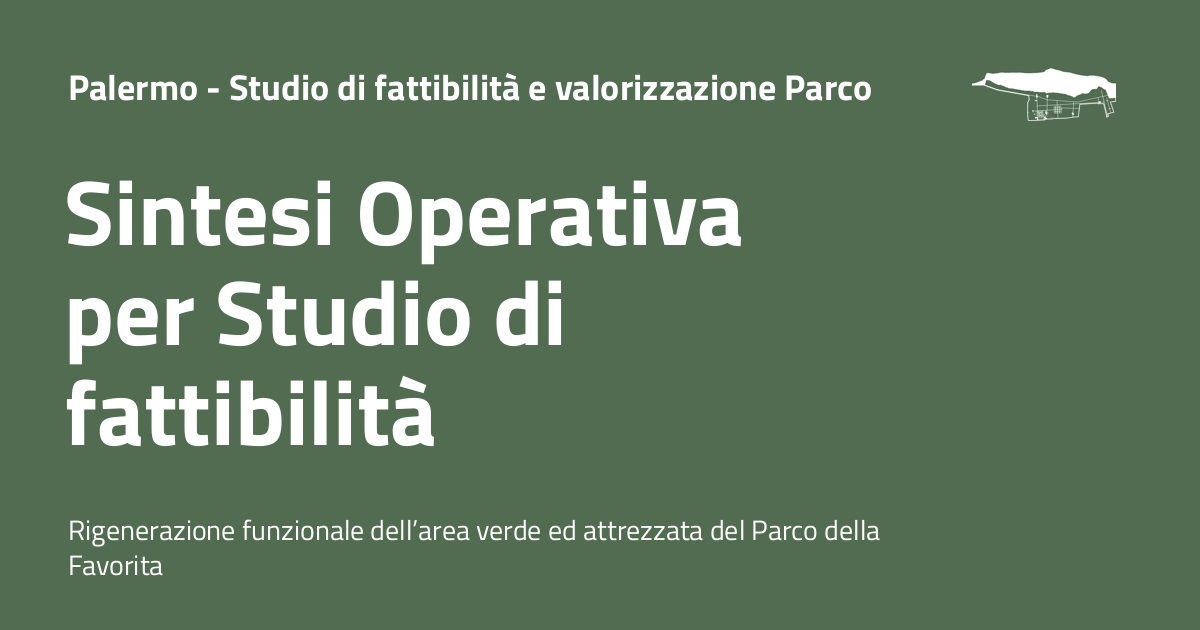 Palermo - Studio di fattibilità e valorizzazione Parco
Sintesi Operativa
per Studio di
fattibilità
Rigenerazione funzionale dell’area verde ed attrezzata del Parco della
Favorita